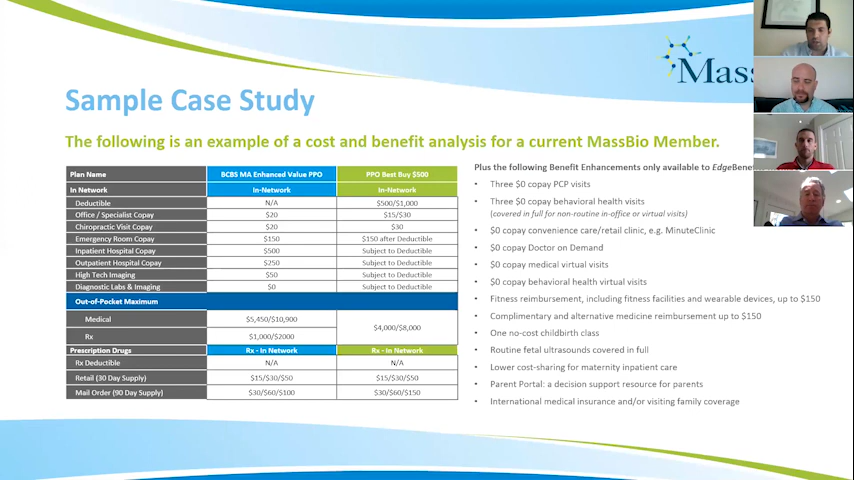 Mass
Sample Case Study
The following is an example of a cost and benefit analysis for a current MassBio Member.
Plan Name BCBS MA Enhanced Value PPO PPO Best Buy $500
In Network In-Network In-Network
Deductible N/A $500/$1,000
Office / Specialist Copay $20 $15/$30
Chiropractic Visit Copay $20 $30
Emergency Room Copay $150 $150 after Deductible
Inpatient Hospital Copay $500 Subject to Deductible
Outpatient Hospital Copay $250 Subject to Deductible
High Tech Imaging $50 Subject to Deductible
Diagnostic Labs & Imaging $0 Subject to Deductible
Out-of-Pocket Maximum
Medical $5,450/$10,900 $4,000/$8,000
Rx $1,000/$2000
Prescription Drugs Rx - In Network Rx - In Network
Rx Deductible N/A N/A
Retail (30 Day Supply) $15/$30/$50 $15/$30/$50
Mail Order (90 Day Supply) $30/$60/$100 $30/$60/$150
Plus the following Benefit Enhancements only available to EdgeBene
• Three $0 copay PCP visits
• Three $0 copay behavioral health visits
(covered in full for non-routine in-office or virtual visits)
• $0 copay convenience care/retail clinic, e.g. MinuteClinic
• $0 copay Doctor on Demand
• $0 copay medical virtual visits
• $0 copay behavioral health virtual visits
• Fitness reimbursement, including fitness facilities and wearable devices, up to $150
• Complimentary and alternative medicine reimbursement up to $150
• One no-cost childbirth class
• Routine fetal ultrasounds covered in full
• Lower cost-sharing for maternity inpatient care
• Parent Portal: a decision support resource for parents
• International medical insurance and/or visiting family coverage